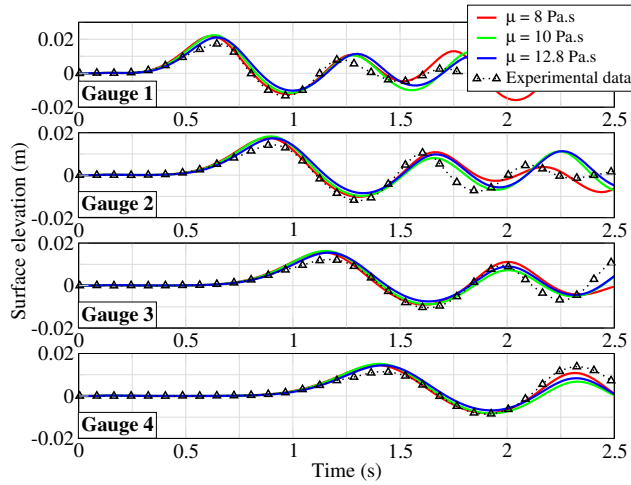 0.02
μ = 8 Pa.s
μ = 10 Pa.s
μ = 12.8 Pa.s
Experimental data
0
Gauge 1
-0.02
0 0.5 1 1.5 2 2.5
0.02
0
Gauge 2
-0.02
0 0.5 1 1.5 2 2.5
0.02
0
Gauge 3
-0.02
0 0.5 1 1.5 2 2.5
0.02
0
Gauge 4
-0.02
0 0.5 1 1.5 2 2.5
Time (s)
Surface elevation (m)